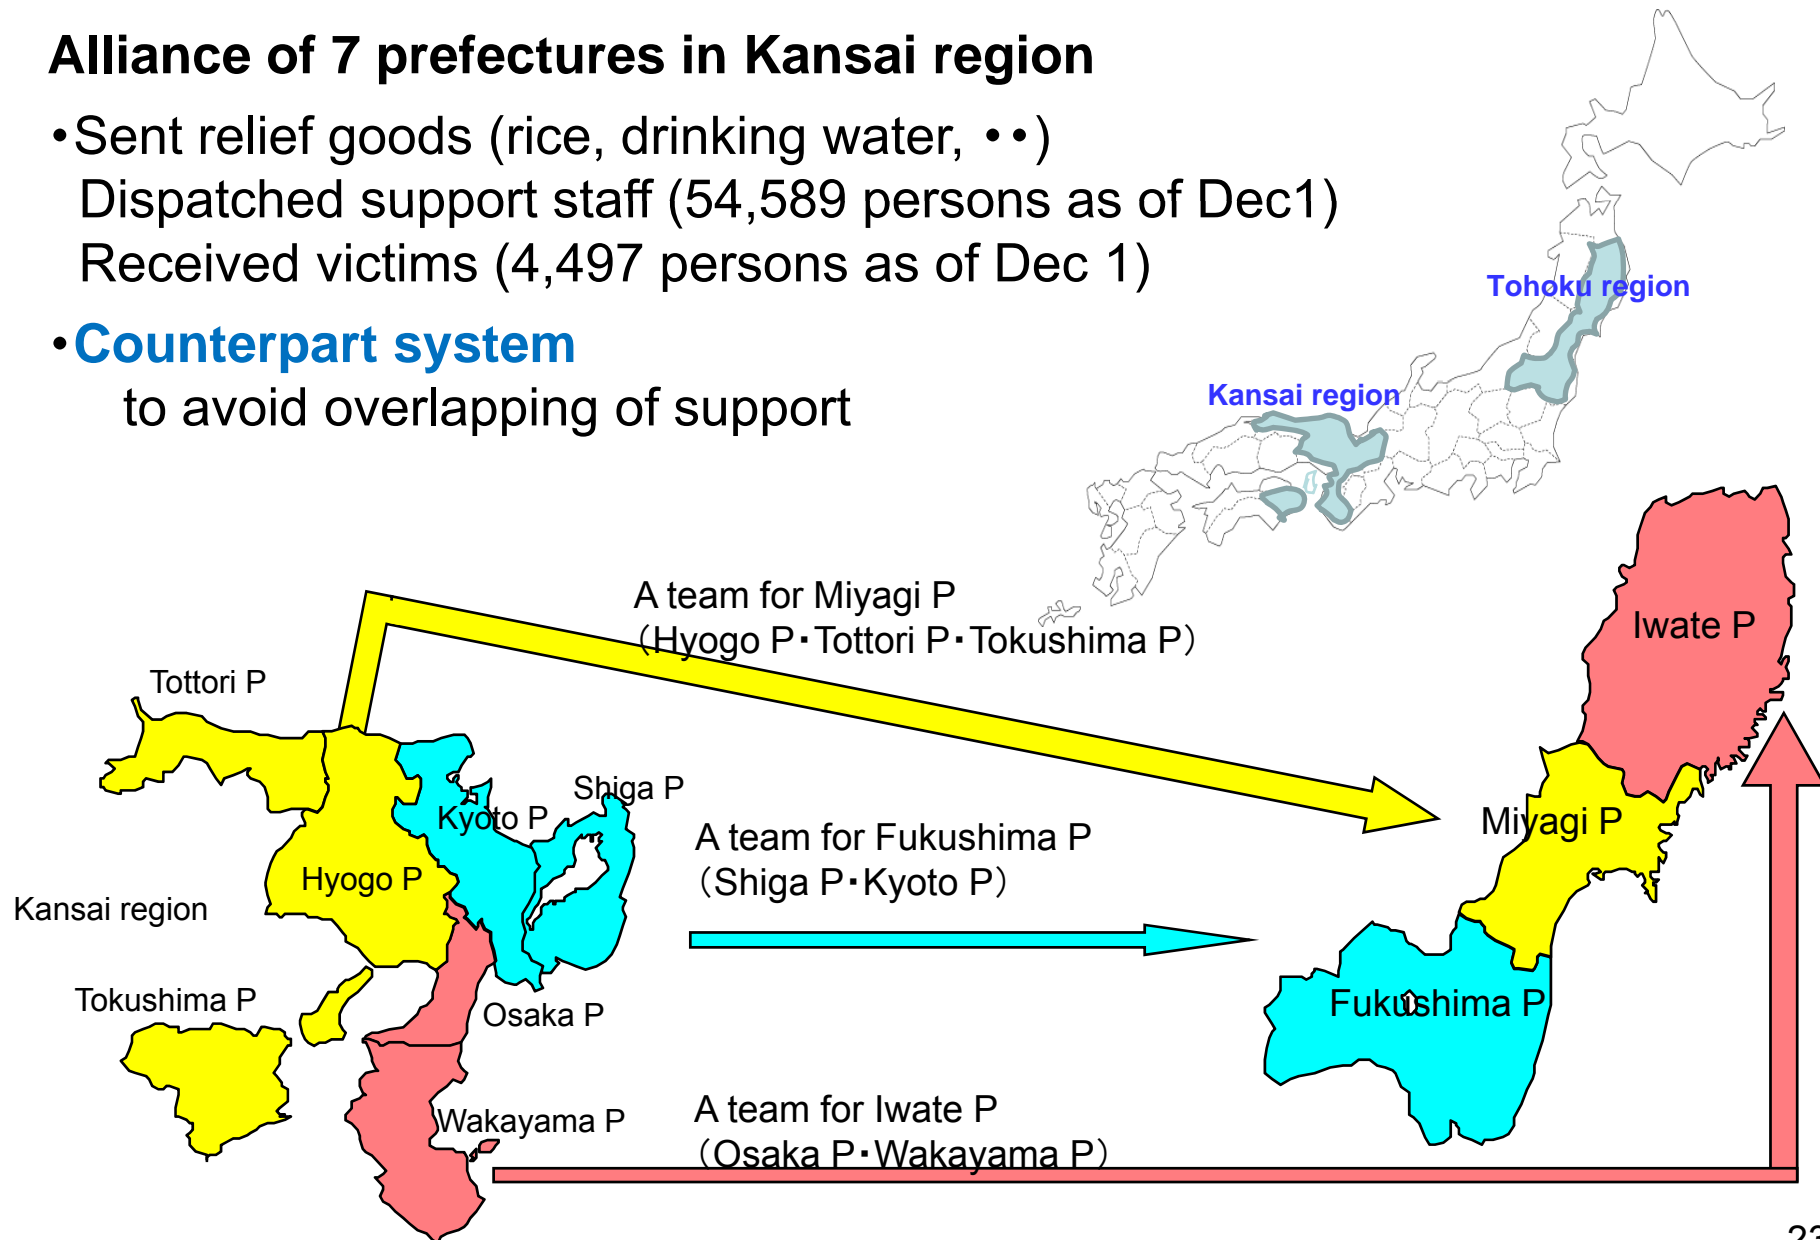 Alliance of 7 prefectures in Kansai region
•Sent relief goods (rice, drinking water, ・・)
Dispatched support staff (54,589 persons as of Dec1)
Received victims (4,497 persons as of Dec 1)
•Counterpart system
to avoid overlapping of support
Tohoku region
Kansai region
A team for Miyagi P
（Hyogo P・Tottori P・Tokushima P）
Iwate P
Tottori P
Shiga P
Kyoto P
Miyagi P
A team for Fukushima P
（Shiga P・Kyoto P）
Hyogo P
Kansai region
Tokushima P
Osaka P
Fukushima P
Wakayama P
A team for Iwate P
（Osaka P・Wakayama P）